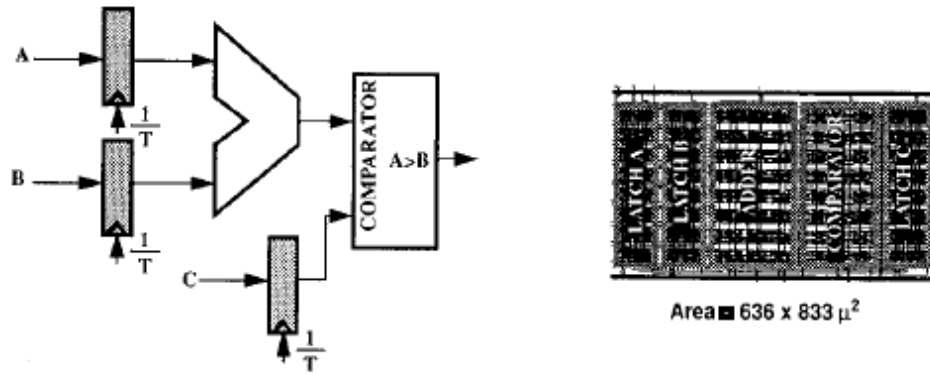 A
1
T
B
1
T
C
1
T
COMPARATOR
A>B
LATCH A
LATCH B
ADDER
COMPARATOR
LATCH C
Area = 636 x 833 μ²